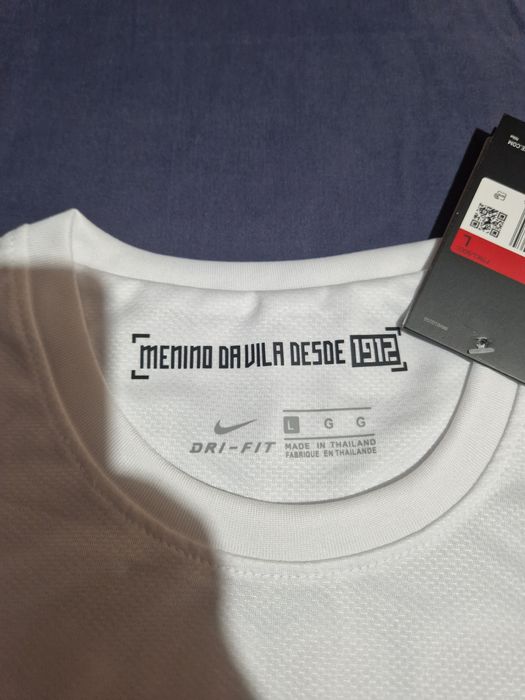 MENINO DA VILA DESDE 1912
DRI-FIT
L G G
MADE IN THAILAND
FABRIQUE EN THAILANDE
L